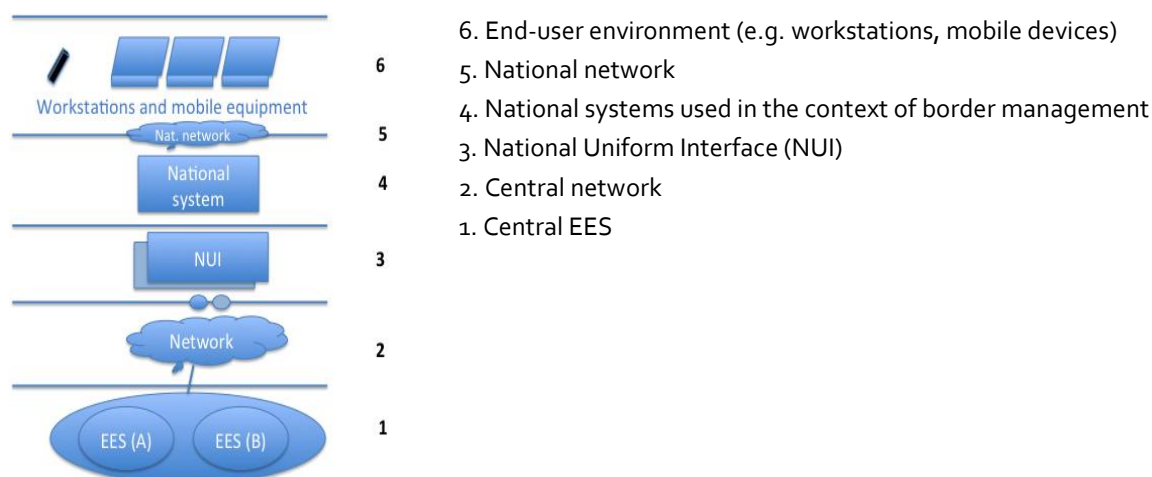 6
Workstations and mobile equipment
Nat. network
5
National
system
4
NUI
3
Network
2
EES (A)
EES (B)
1
6. End-user environment (e.g. workstations, mobile devices)
5. National network
4. National systems used in the context of border management
3. National Uniform Interface (NUI)
2. Central network
1. Central EES